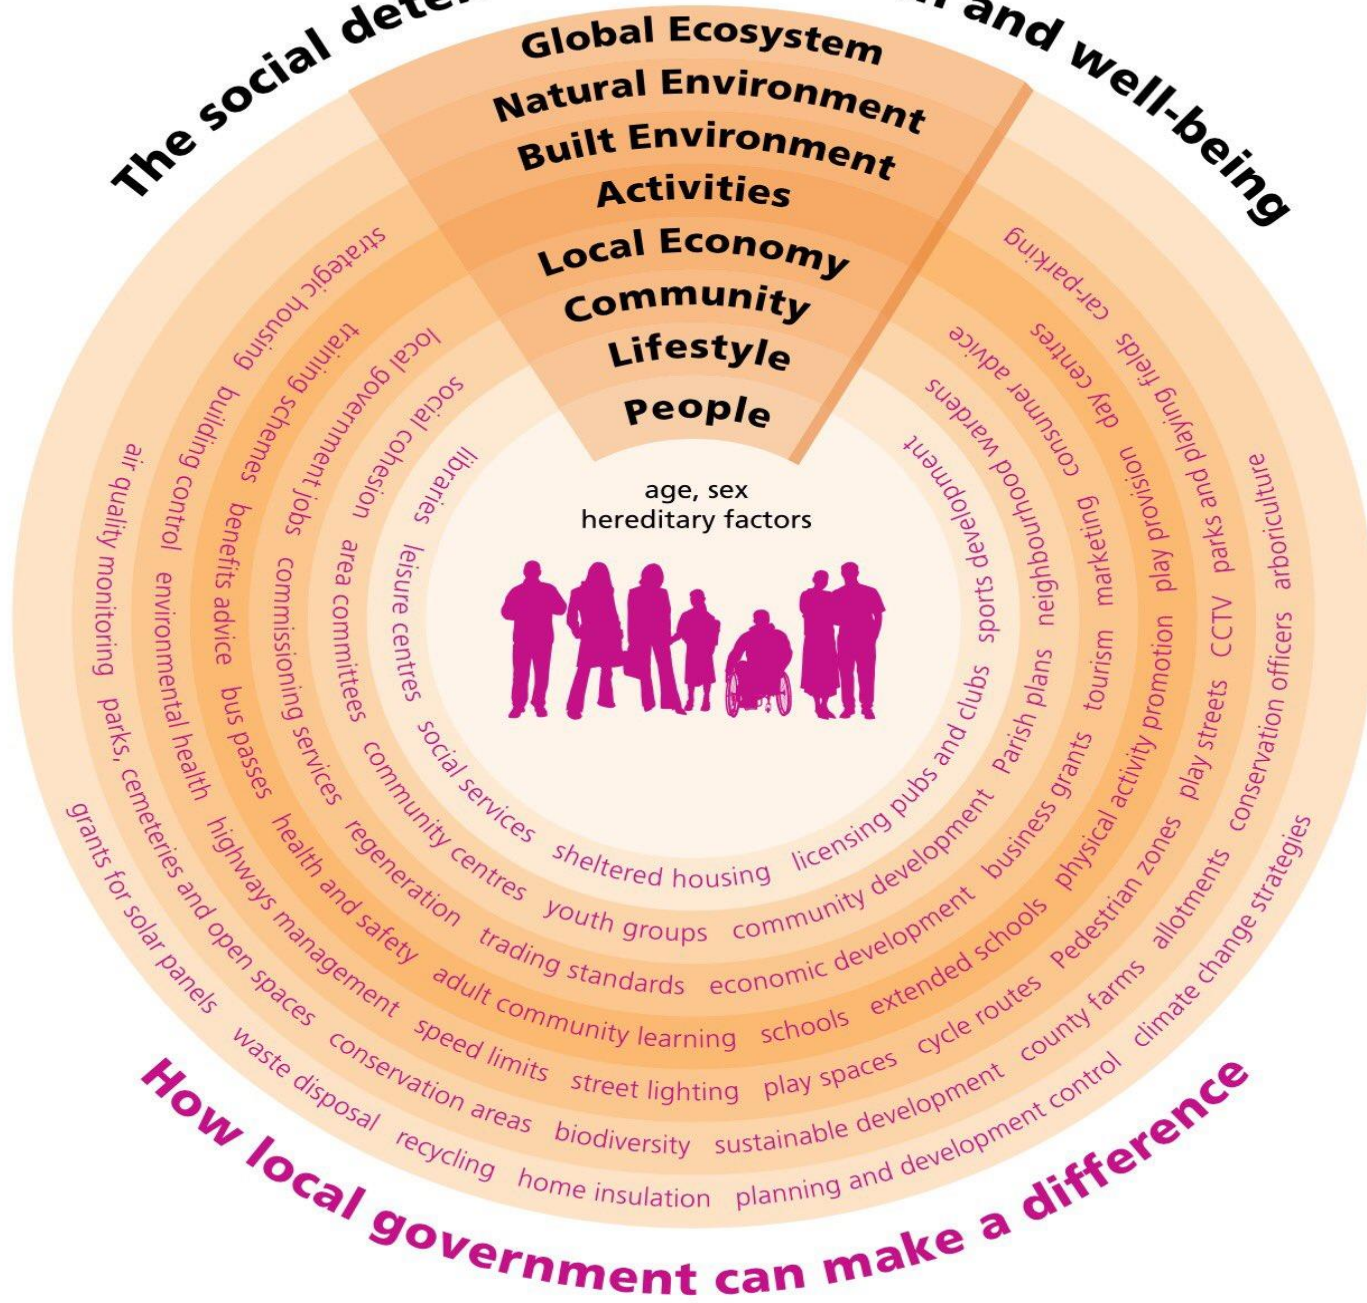 The social and well-being
Global Ecosystem
Natural Environment
Built Environment
Activities
Local Economy
Community
Lifestyle
People
age, sex
hereditary factors
libraries leisure centres social services sheltered housing licensing pubs and clubs sports development
social cohesion area committees community centres youth groups community development Parish plans neighbourhood wardens
local government jobs commissioning services regeneration trading standards economic development business grants tourism marketing consumer advice
training schemes benefits advice bus passes health and safety adult community learning schools extended schools physical activity promotion play provision day centres
strategic housing building control environmental health highways management speed limits street lighting play spaces cycle routes Pedestrian zones play streets CCTV parks and playing fields car-parking
air quality monitoring parks, cemeteries and open spaces conservation areas biodiversity sustainable development county farms allotments conservation officers arboriculture
grants for solar panels waste disposal recycling home insulation planning and development control climate change strategies
How local government can make a difference